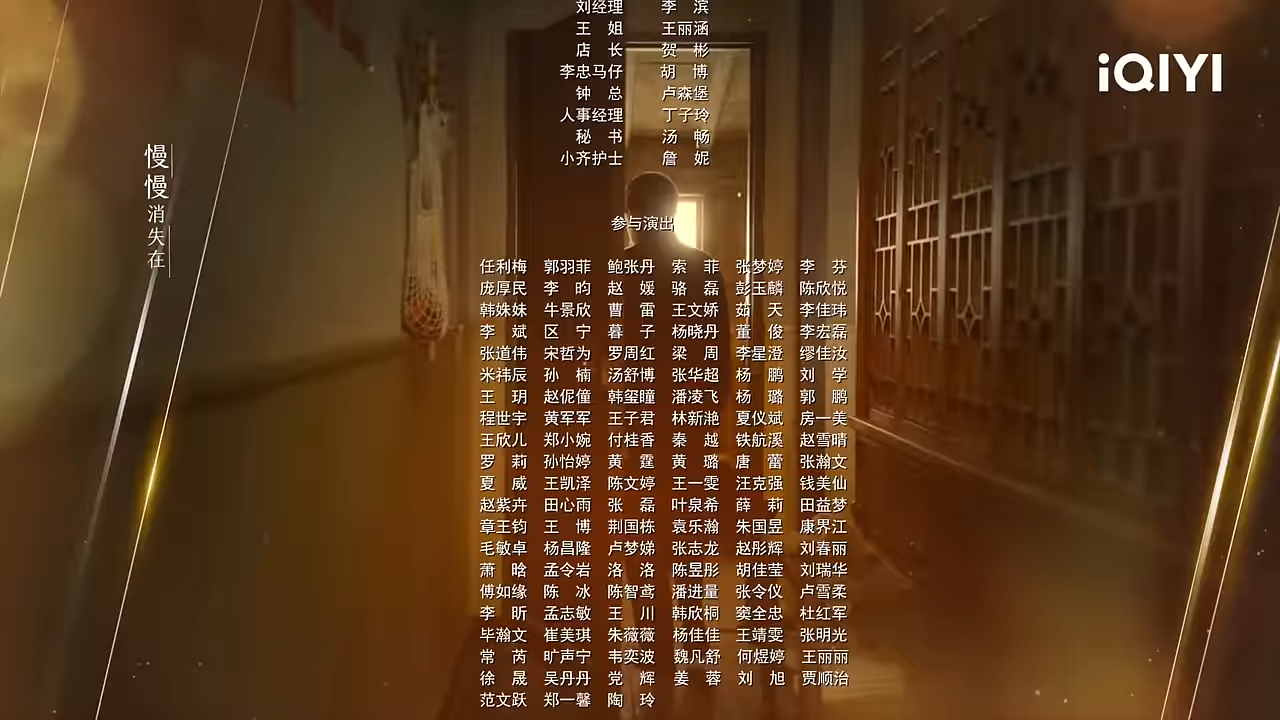 刘经理 李 滨
王 姐 王丽涵
店 长 贺 彬
李忠马仔 胡 博
钟 总 卢森堡
人事经理 丁子玲
秘 书 汤 畅
小齐护士 詹 妮
iQIYI
慢慢消失在
参与演出
任利梅 郭羽菲 鲍张丹 索 菲 张梦婷 李 芬
庞厚民 李 昀 赵 媛 骆 磊 彭玉麟 陈欣悦
韩姝妹 牛景欣 曹 雷 王文娇 茹 天 李佳玮
李 斌 区 宁 暮 子 杨晓丹 董 俊 李宏磊
张道伟 宋哲为 罗周红 梁 周 李星澄 缪佳汝
米祎辰 孙 楠 汤舒博 张华超 杨 鹏 刘 学
王 玥 赵伲僮 韩玺瞳 潘凌飞 杨 璐 郭 鹏
程世宇 黄军军 王子君 林新滟 夏仪斌 房一美
王欣儿 郑小婉 付桂香 秦 越 铁航溪 赵雪晴
罗 莉 孙怡婷 黄 霆 黄 璐 唐 蕾 张瀚文
夏 威 王凯泽 陈文婷 王一雯 汪克强 钱美仙
赵紫卉 田心雨 张 磊 叶泉希 薛 莉 田益梦
章王钧 王 博 荆国栋 袁乐瀚 朱国昱 康界江
毛敏卓 杨昌隆 卢梦娣 张志龙 赵彤辉 刘春丽
萧 晗 孟令岩 洛 洛 陈昱彤 胡佳莹 刘瑞华
傅如缘 陈 冰 陈智鸢 潘进量 张令仪 卢雪柔
李 昕 孟志敏 王 川 韩欣桐 窦全忠 杜红军
毕瀚文 崔美琪 朱薇薇 杨佳佳 王靖雯 张明光
常 芮 旷声宁 韦奕波 魏凡舒 何煜婷 王丽丽
徐 晟 吴丹丹 党 辉 姜 蓉 刘 旭 贾顺治
范文跃 郑一馨 陶 玲